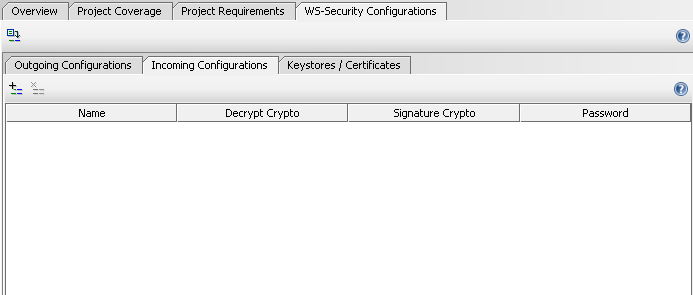 Overview Project Coverage Project Requirements WS-Security Configurations
Outgoing Configurations Incoming Configurations Keystores / Certificates
Name Decrypt Crypto Signature Crypto Password